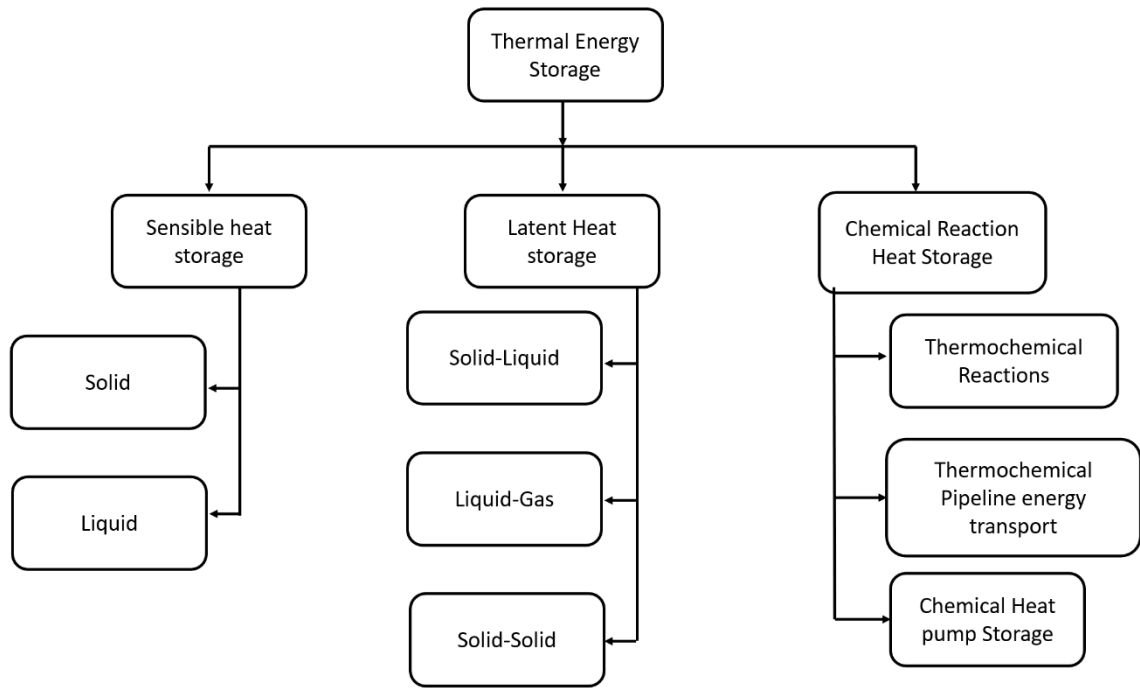 Thermal Energy
Storage
Sensible heat
storage
Latent Heat
storage
Chemical Reaction
Heat Storage
Solid
Liquid
Solid-Liquid
Liquid-Gas
Solid-Solid
Thermochemical
Reactions
Thermochemical
Pipeline energy
transport
Chemical Heat
pump Storage